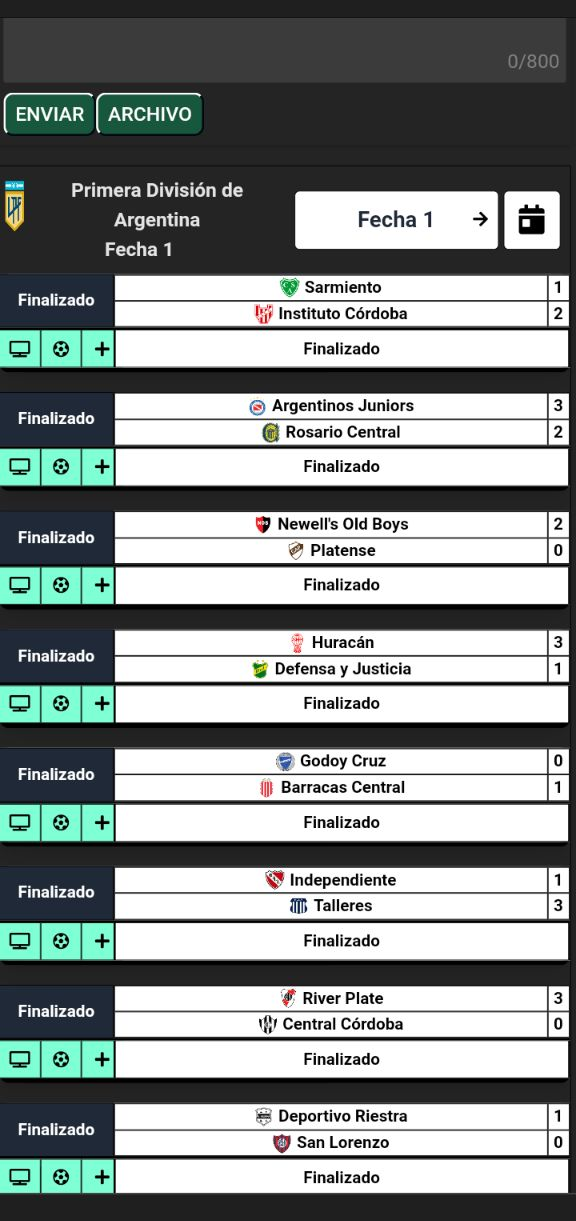 0/800
ENVIAR ARCHIVO
Primera División de
Argentina
Fecha 1
Fecha 1
Finalizado
Sarmiento 1
Instituto Córdoba 2
Finalizado
Finalizado
Argentinos Juniors 3
Rosario Central 2
Finalizado
Finalizado
Newell's Old Boys 2
Platense 0
Finalizado
Finalizado
Huracán 3
Defensa y Justicia 1
Finalizado
Finalizado
Godoy Cruz 0
Barracas Central 1
Finalizado
Finalizado
Independiente 1
Talleres 3
Finalizado
Finalizado
River Plate 3
Central Córdoba 0
Finalizado
Finalizado
Deportivo Riestra 1
San Lorenzo 0
Finalizado